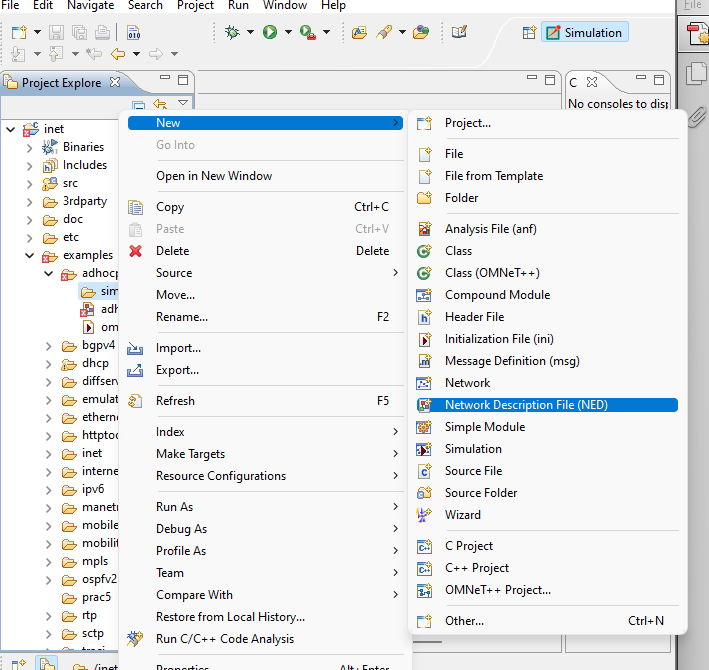 File Edit Navigate Search Project Run Window Help
File
Simulation
Project Explore
C
No consoles to disp
inet
Binaries
Includes
src
3rdparty
doc
etc
examples
adhocp
sim
adh
om
bgpv4
dhcp
diffserv
emulat
etherne
httptoo
inet
interne
ipv6
manetr
mobile
mobilit
mpls
ospfv2
prac5
rtp
sctp
traci
/inet
New
Go Into
Open in New Window
Copy Ctrl+C
Paste Ctrl+V
Delete Delete
Source
Move...
Rename... F2
Import...
Export...
Refresh F5
Index
Make Targets
Resource Configurations
Run As
Debug As
Profile As
Team
Compare With
Restore from Local History...
Run C/C++ Code Analysis
Properties Alt+Enter
Project...
File
File from Template
Folder
Analysis File (anf)
Class
Class (OMNeT++)
Compound Module
Header File
Initialization File (ini)
Message Definition (msg)
Network
Network Description File (NED)
Simple Module
Simulation
Source File
Source Folder
Wizard
C Project
C++ Project
OMNeT++ Project...
Other... Ctrl+N